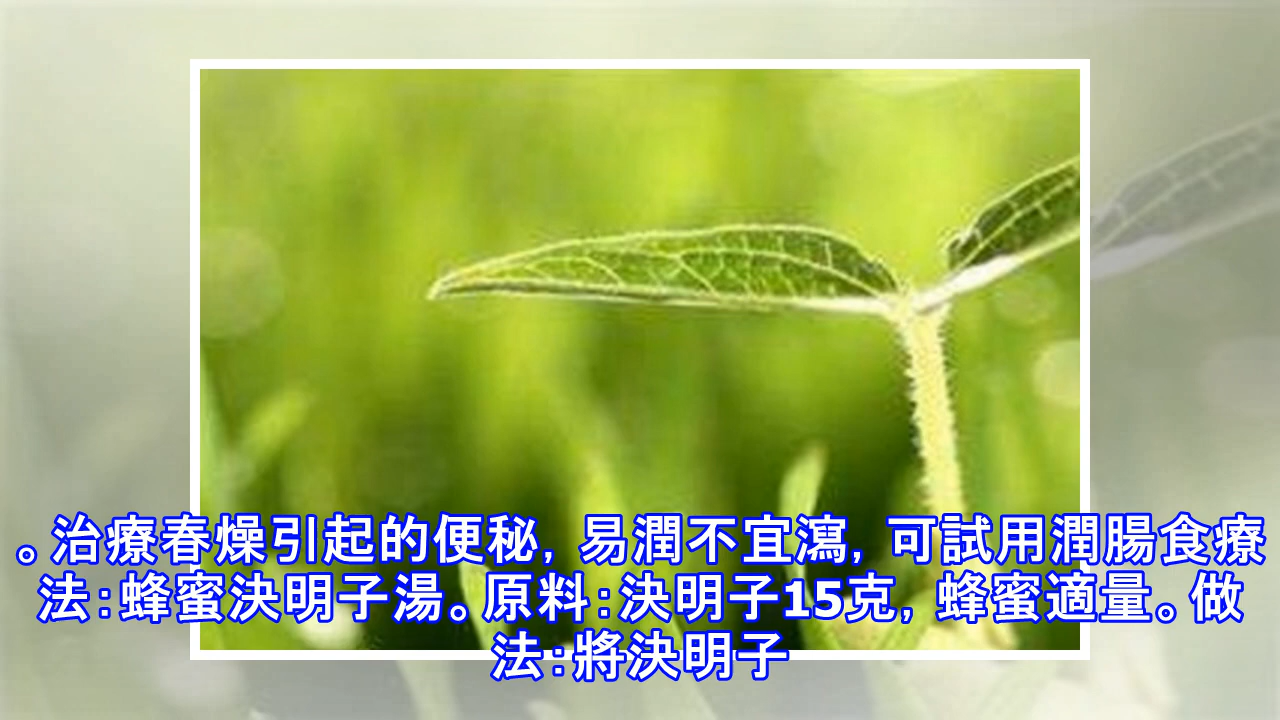 。治療春燥引起的便秘，易潤不宜瀉，可試用潤腸食療
法：蜂蜜決明子湯。原料：決明子15克，蜂蜜適量。做
法：將決明子